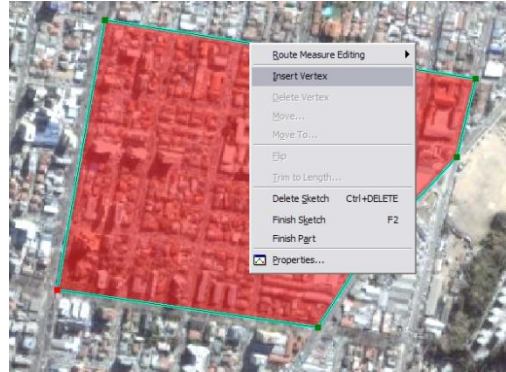 Route Measure Editing
Insert Vertex
Delete Vertex
Move...
Move To...
Flip
Trim to Length...
Delete Sketch Ctrl+DELETE
Finish Sketch F2
Finish Part
Properties...